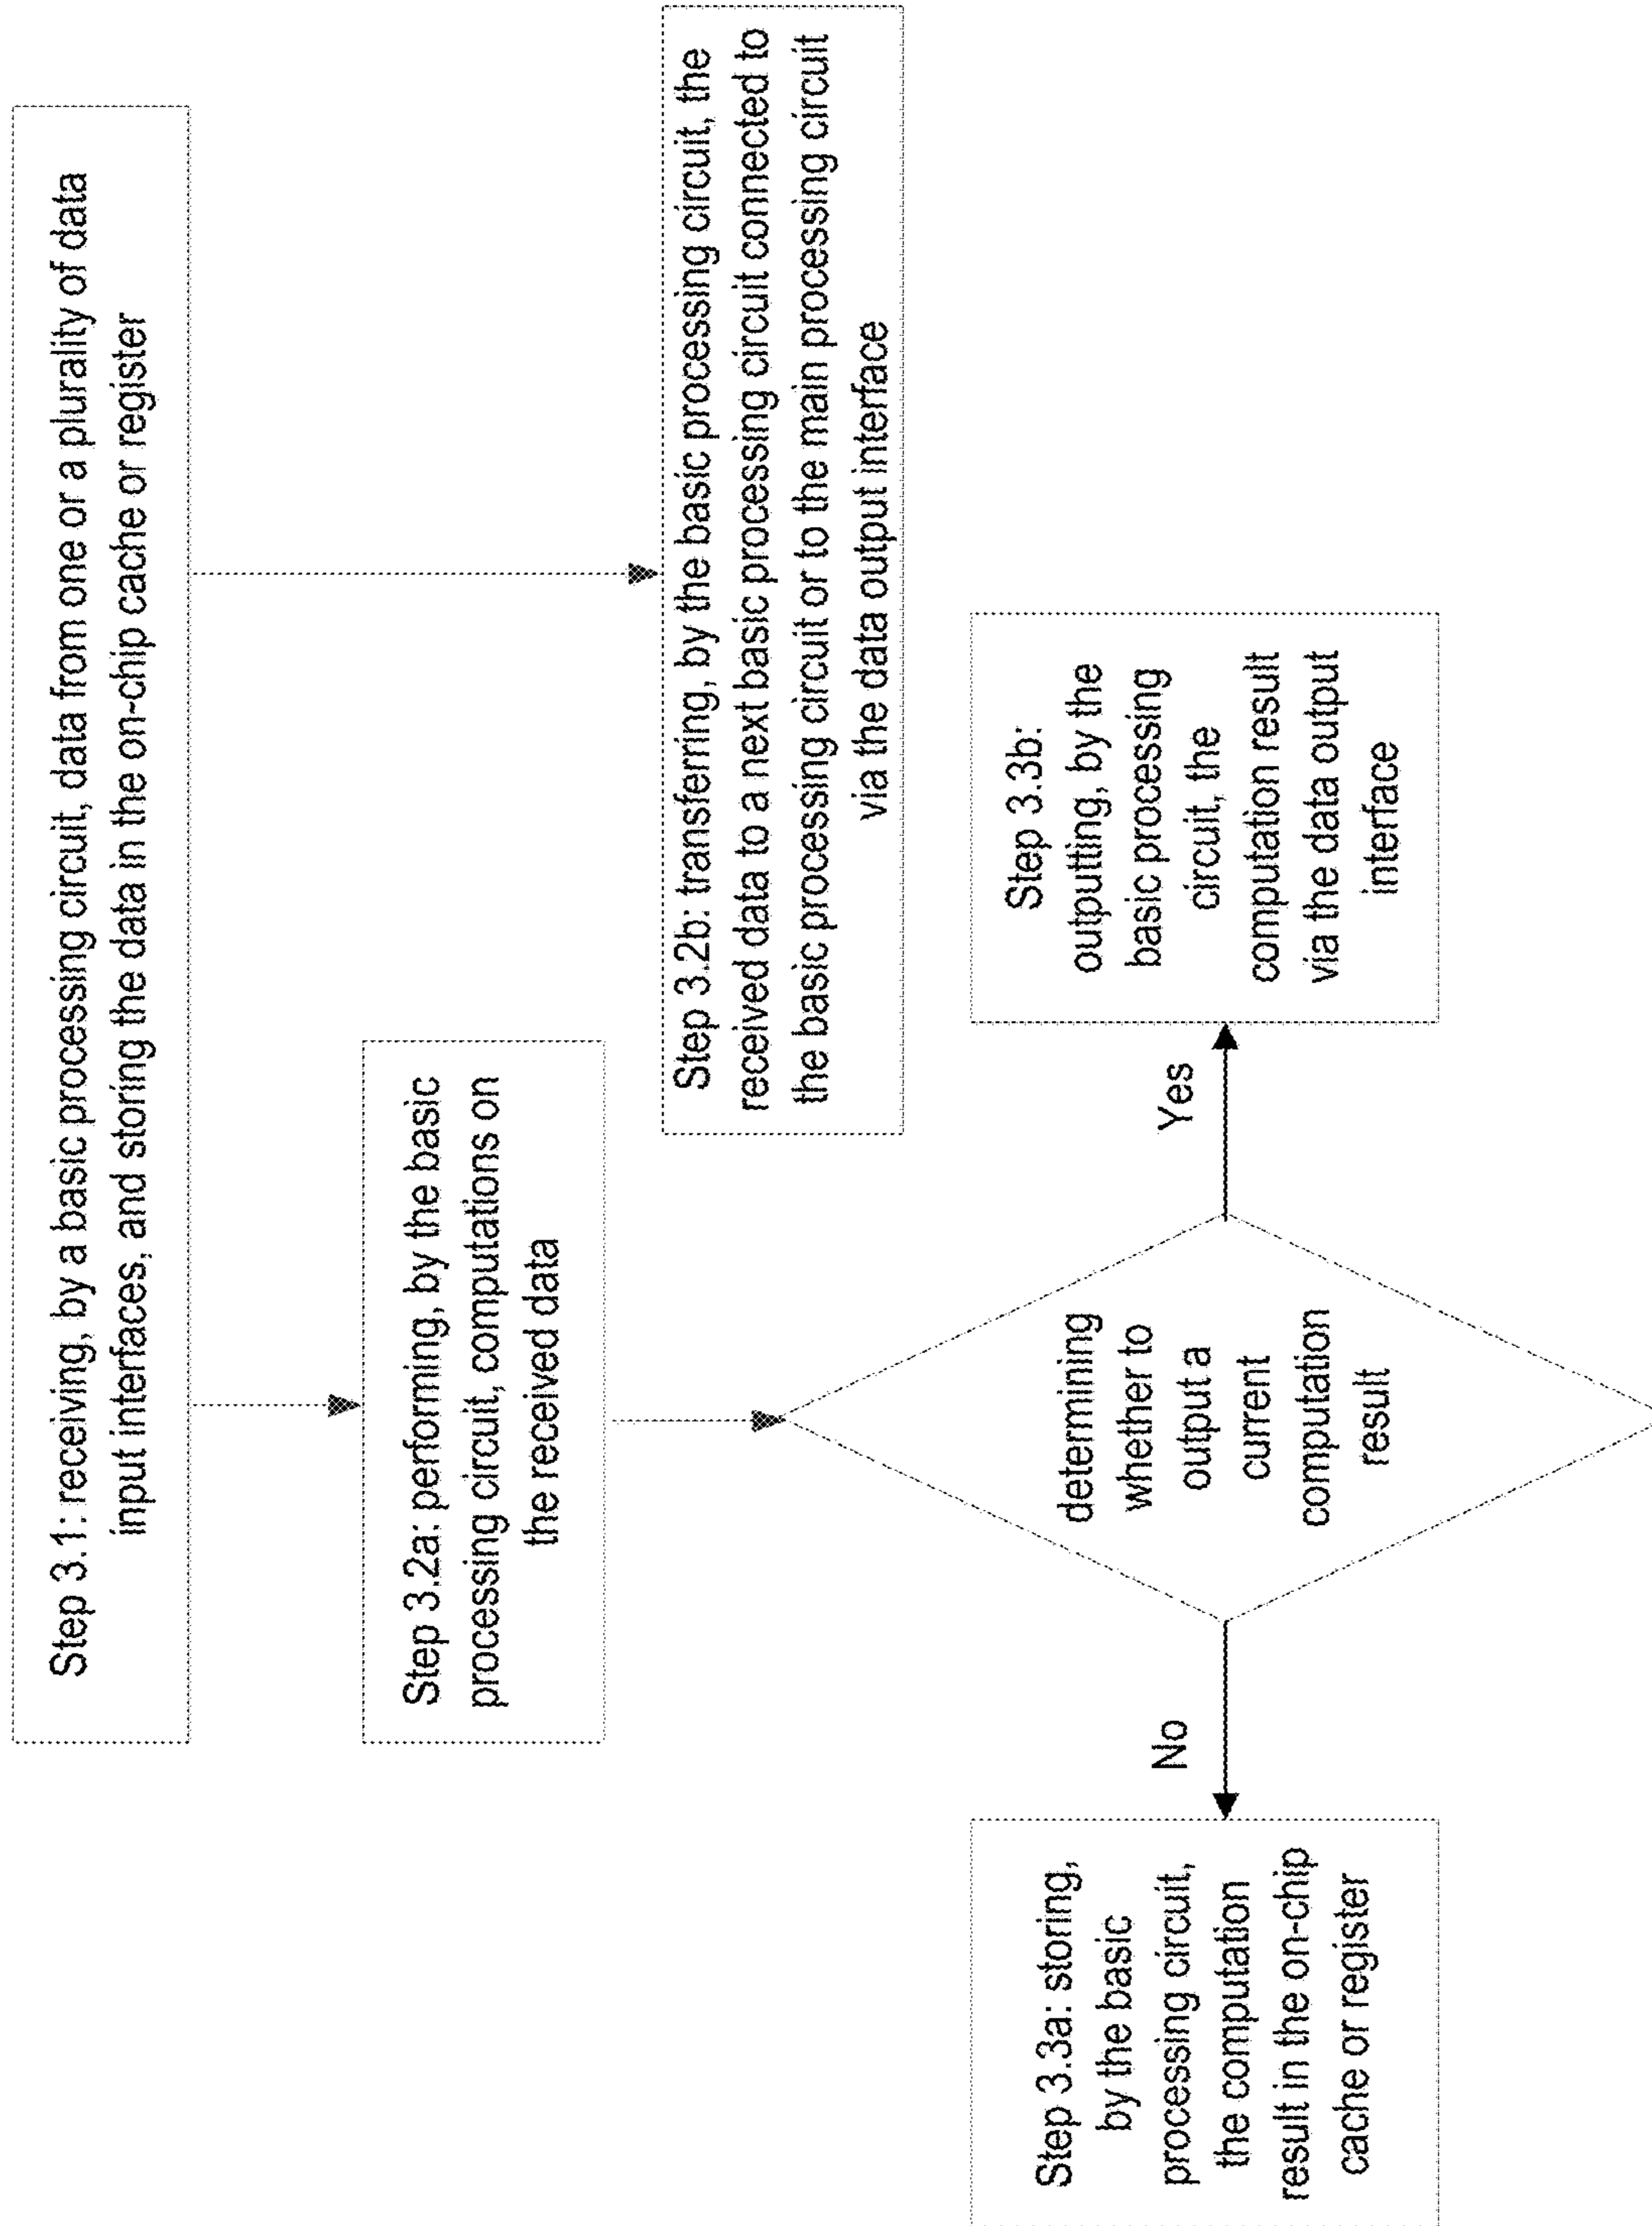 Step 3.1: receiving, by a basic processing circuit, data from one or a plurality of data
input interfaces, and storing the data in the on-chip cache or register
Step 3.2a: performing, by the basic
processing circuit, computations on
the received data
Step 3.2b: transferring, by the basic processing circuit, the
received data to a next basic processing circuit connected to
the basic processing circuit or to the main processing circuit
via the data output interface
determining
whether to
output a
current
computation
result
No
Yes
Step 3.3a: storing,
by the basic
processing circuit,
the computation
result in the on-chip
cache or register
Step 3.3b:
outputting, by the
basic processing
circuit, the
computation result
via the data output
interface